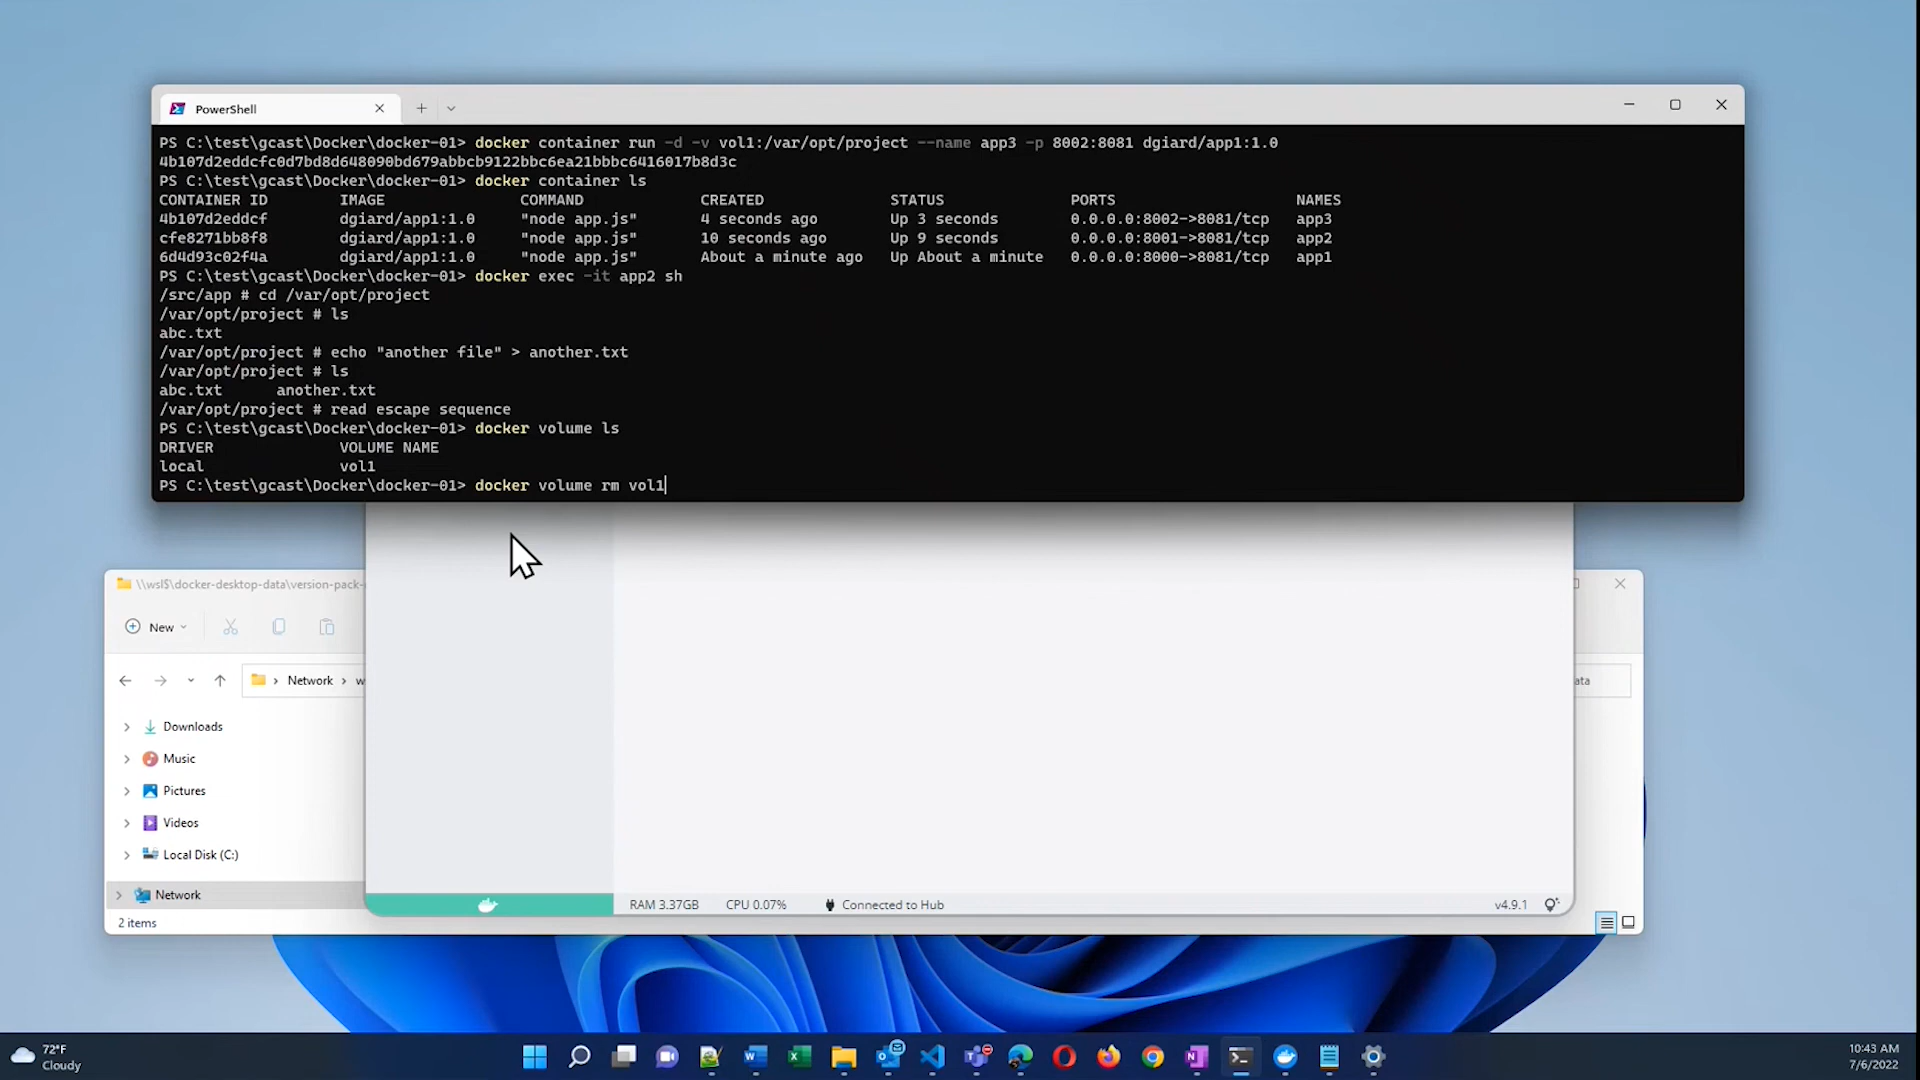 PowerShell
PS C:\test\gcast\Docker\docker-01> docker container run -d -v vol1:/var/opt/project --name app3 -p 8002:8081 dgiard/app1:1.0
4b107d2eddcfc0d7bd8d648090bd679abbcb9122bbc6ea21bbbc6416017b8d3c
PS C:\test\gcast\Docker\docker-01> docker container ls
CONTAINER ID IMAGE COMMAND CREATED STATUS PORTS NAMES
4b107d2eddcf dgiard/app1:1.0 "node app.js" 4 seconds ago Up 3 seconds 0.0.0.0:8002->8081/tcp app3
cfe8271bb8f8 dgiard/app1:1.0 "node app.js" 10 seconds ago Up 9 seconds 0.0.0.0:8001->8081/tcp app2
6d4d93c02f4a dgiard/app1:1.0 "node app.js" About a minute ago Up About a minute 0.0.0.0:8000->8081/tcp app1
PS C:\test\gcast\Docker\docker-01> docker exec -it app2 sh
/src/app # cd /var/opt/project
/var/opt/project # ls
abc.txt
/var/opt/project # echo "another file" > another.txt
/var/opt/project # ls
abc.txt another.txt
/var/opt/project # read escape sequence
PS C:\test\gcast\Docker\docker-01> docker volume ls
DRIVER VOLUME NAME
local vol1
PS C:\test\gcast\Docker\docker-01> docker volume rm vol1
\\wsl$\docker-desktop-data\version-pack-
New
Network > w
ata
Downloads
Music
Pictures
Videos
Local Disk (C:)
Network
2 items
RAM 3.37GB CPU 0.07% Connected to Hub v4.9.1
72°F
Cloudy
10:43 AM
7/6/2022